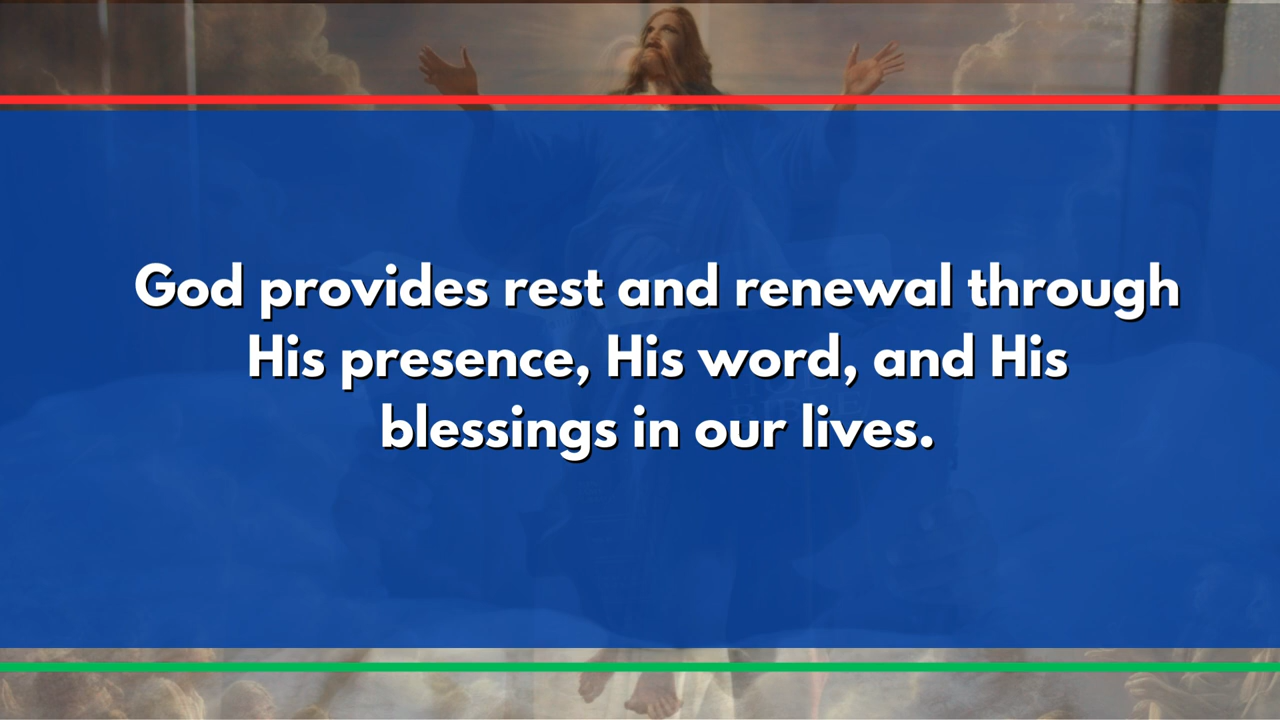 God provides rest and renewal through
His presence, His word, and His
blessings in our lives.